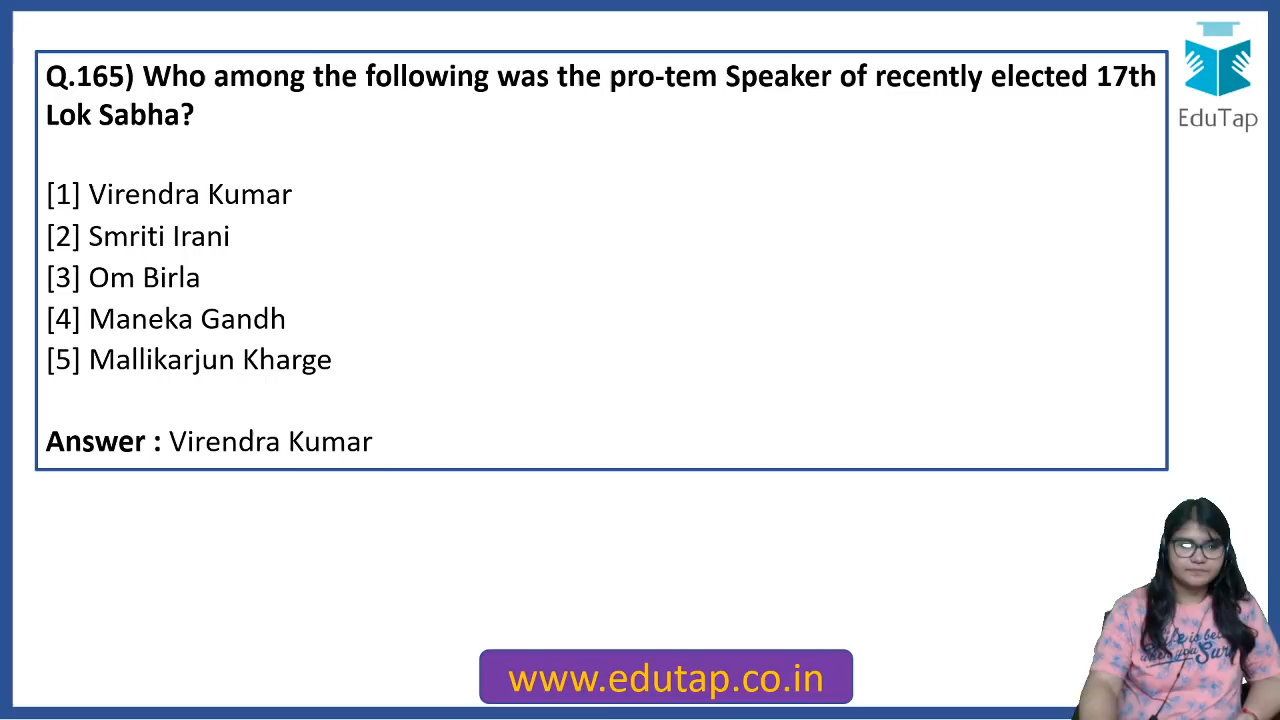 Q.165) Who among the following was the pro-tem Speaker of recently elected 17th
Lok Sabha?
[1] Virendra Kumar
[2] Smriti Irani
[3] Om Birla
[4] Maneka Gandh
[5] Mallikarjun Kharge
Answer : Virendra Kumar
EduTap
www.edutap.co.in